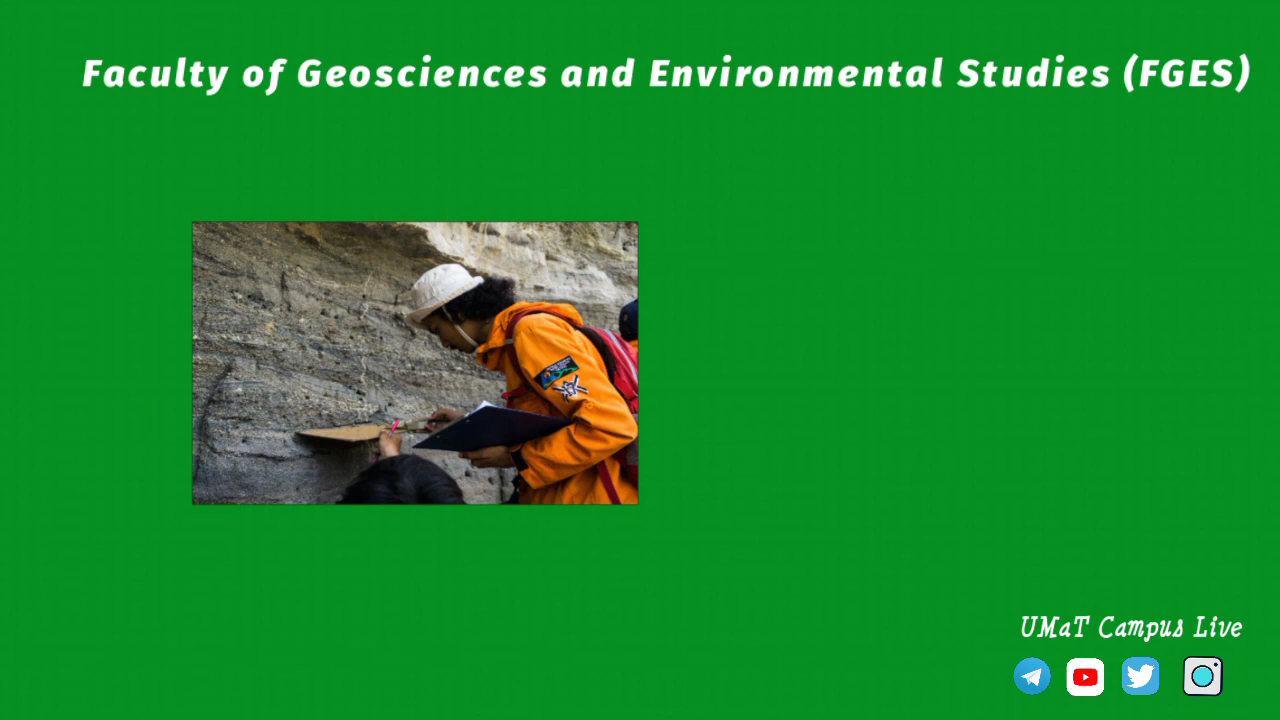 Faculty of Geosciences and Environmental Studies (FGES)
UMaT Campus Live